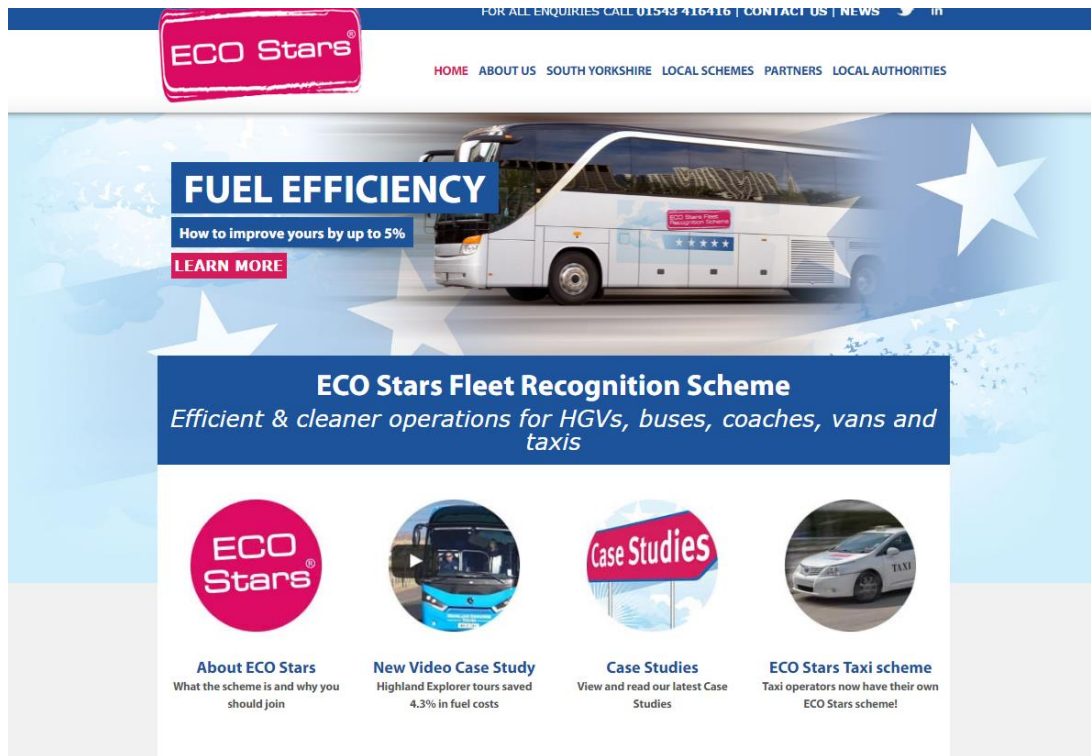 FOR ALL ENQUIRIES CALL 01543 416416 | CONTACT US | NEWS
ECO Stars®
HOME ABOUT US SOUTH YORKSHIRE LOCAL SCHEMES PARTNERS LOCAL AUTHORITIES
FUEL EFFICIENCY
How to improve yours by up to 5%
LEARN MORE
ECO Stars Fleet
Recognition Scheme
ECO Stars Fleet Recognition Scheme
Efficient & cleaner operations for HGVs, buses, coaches, vans and
taxis
ECO
Stars®
Case Studies
TAXI
About ECO Stars
What the scheme is and why you
should join
New Video Case Study
Highland Explorer tours saved
4.3% in fuel costs
Case Studies
View and read our latest Case
Studies
ECO Stars Taxi scheme
Taxi operators now have their own
ECO Stars scheme!